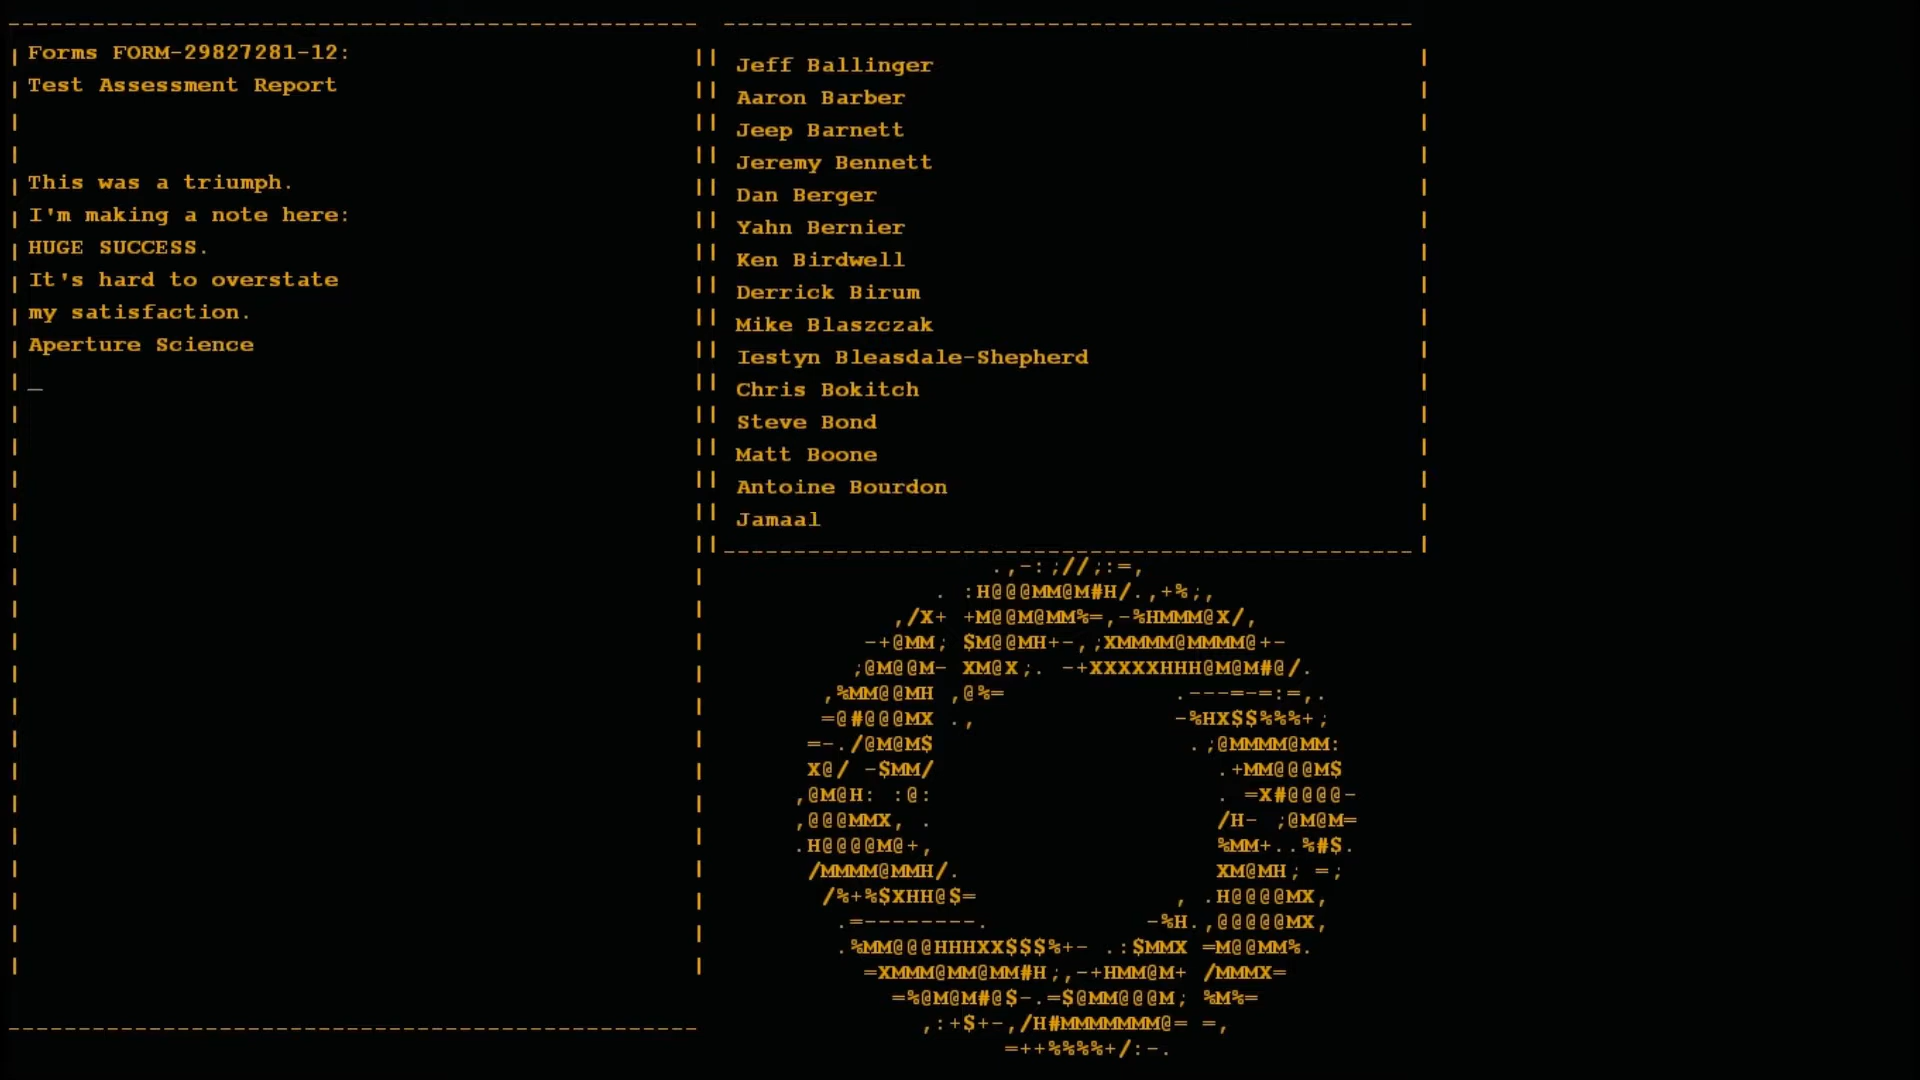 Forms FORM-29827281-12:
Test Assessment Report
This was a triumph.
I'm making a note here:
HUGE SUCCESS.
It's hard to overstate
my satisfaction.
Aperture Science
_
Jeff Ballinger
Aaron Barber
Jeep Barnett
Jeremy Bennett
Dan Berger
Yahn Bernier
Ken Birdwell
Derrick Birum
Mike Blaszczak
Iestyn Bleasdale-Shepherd
Chris Bokitch
Steve Bond
Matt Boone
Antoine Bourdon
Jamaal